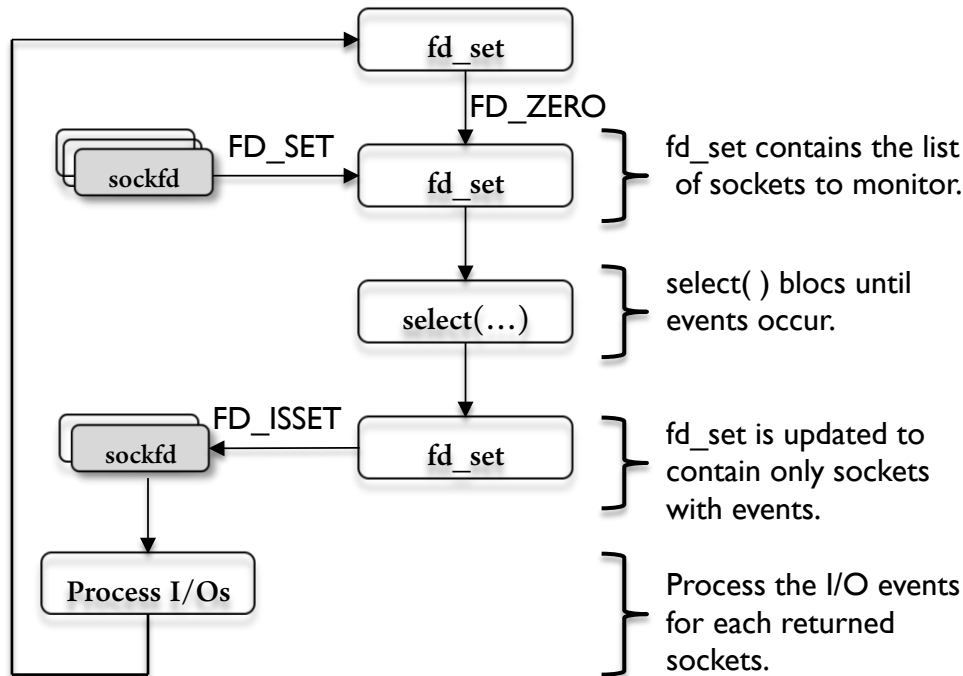 fd_set
FD_ZERO
FD_SET
sockfd
fd_set
fd_set contains the list
of sockets to monitor.
select(...)
select( ) blocs until
events occur.
FD_ISSET
sockfd
fd_set
fd_set is updated to
contain only sockets
with events.
Process I/Os
Process the I/O events
for each returned
sockets.